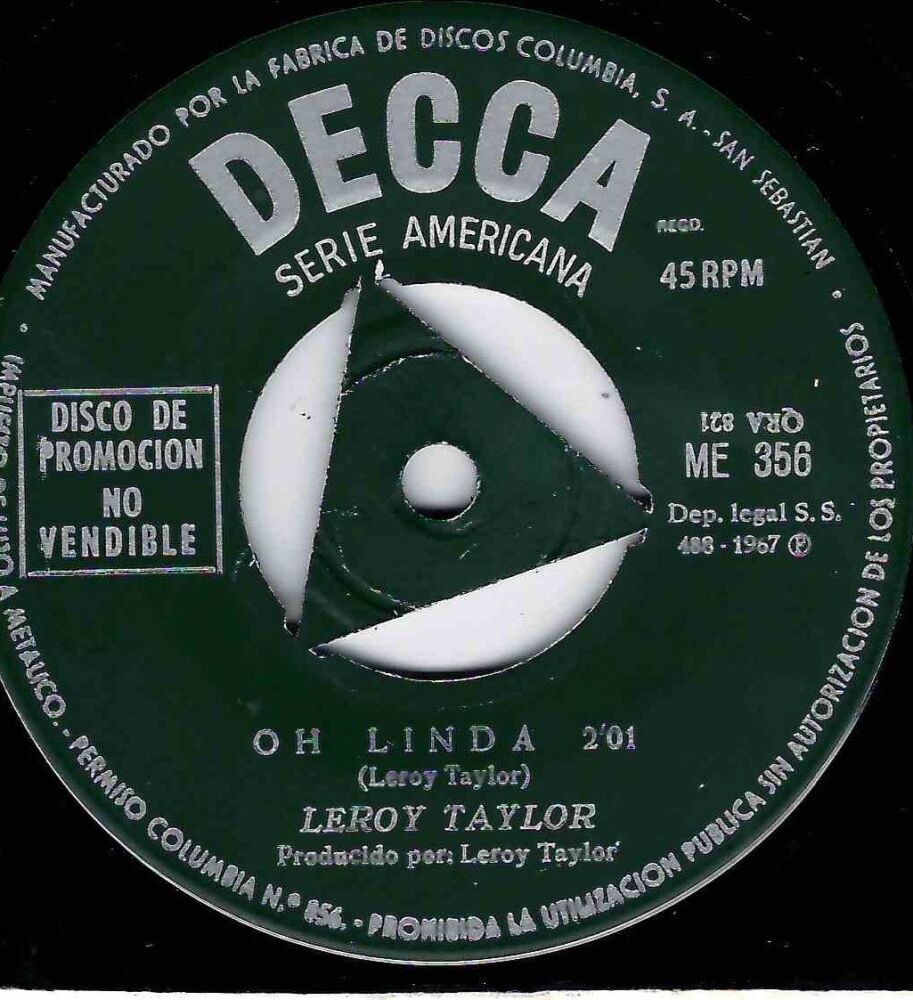 MANUFACTURADO POR LA FABRICA DE DISCOS COLUMBIA, S. A. - SAN SEBASTIAN
DECCA
SERIE AMERICANA
REGD.
45 RPM
DISCO DE
PROMOCION
NO
VENDIBLE
QRA 821
ME 356
Dep. legal S. S.
488 - 1967 Ⓟ
OH LINDA 2'01
(Leroy Taylor)
LEROY TAYLOR
Producido por: Leroy Taylor
A METALICO. - PERMISO COLUMBIA N.º 856. - PROHIBIDA LA UTILIZACION PUBLICA SIN AUTORIZACION DE LOS PROPIETARIOS